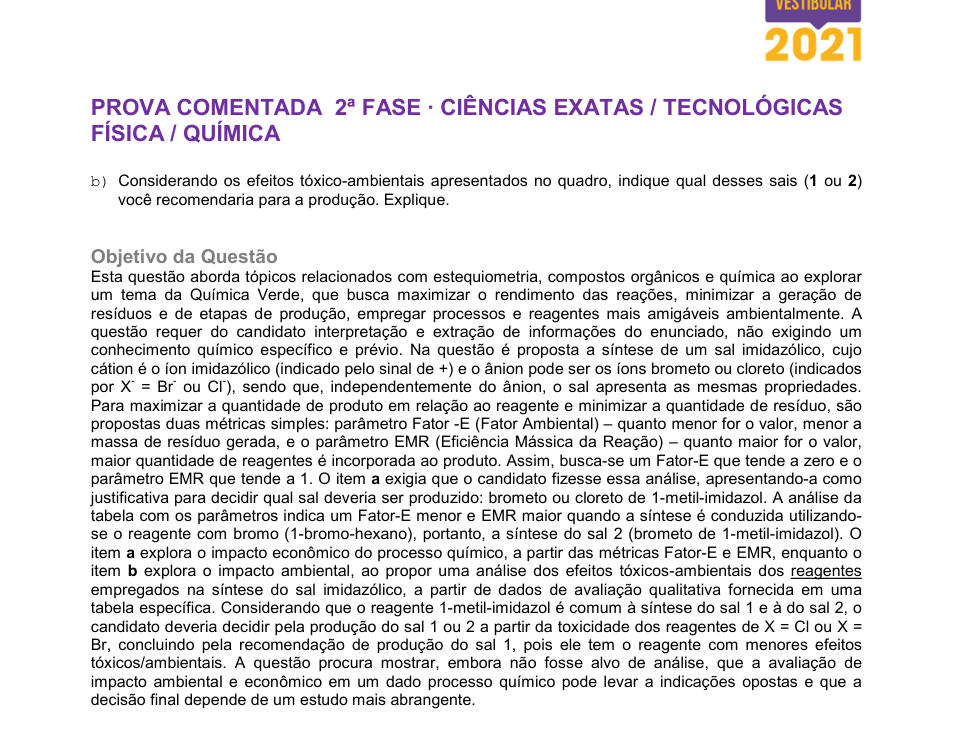 VESTIBULAR
2021
PROVA COMENTADA 2ª FASE · CIÊNCIAS EXATAS / TECNOLÓGICAS
FÍSICA / QUÍMICA
b) Considerando os efeitos tóxico-ambientais apresentados no quadro, indique qual desses sais (1 ou 2)
você recomendaria para a produção. Explique.
Objetivo da Questão
Esta questão aborda tópicos relacionados com estequiometria, compostos orgânicos e química ao explorar
um tema da Química Verde, que busca maximizar o rendimento das reações, minimizar a geração de
resíduos e de etapas de produção, empregar processos e reagentes mais amigáveis ambientalmente. A
questão requer do candidato interpretação e extração de informações do enunciado, não exigindo um
conhecimento químico específico e prévio. Na questão é proposta a síntese de um sal imidazólico, cujo
cátion é o íon imidazólico (indicado pelo sinal de +) e o ânion pode ser os íons brometo ou cloreto (indicados
por X⁻ = Br⁻ ou Cl⁻), sendo que, independentemente do ânion, o sal apresenta as mesmas propriedades.
Para maximizar a quantidade de produto em relação ao reagente e minimizar a quantidade de resíduo, são
propostas duas métricas simples: parâmetro Fator -E (Fator Ambiental) – quanto menor for o valor, menor a
massa de resíduo gerada, e o parâmetro EMR (Eficiência Mássica da Reação) – quanto maior for o valor,
maior quantidade de reagentes é incorporada ao produto. Assim, busca-se um Fator-E que tende a zero e o
parâmetro EMR que tende a 1. O item a exigia que o candidato fizesse essa análise, apresentando-a como
justificativa para decidir qual sal deveria ser produzido: brometo ou cloreto de 1-metil-imidazol. A análise da
tabela com os parâmetros indica um Fator-E menor e EMR maior quando a síntese é conduzida utilizando-
se o reagente com bromo (1-bromo-hexano), portanto, a síntese do sal 2 (brometo de 1-metil-imidazol). O
item a explora o impacto econômico do processo químico, a partir das métricas Fator-E e EMR, enquanto o
item b explora o impacto ambiental, ao propor uma análise dos efeitos tóxicos-ambientais dos reagentes
empregados na síntese do sal imidazólico, a partir de dados de avaliação qualitativa fornecida em uma
tabela específica. Considerando que o reagente 1-metil-imidazol é comum à síntese do sal 1 e à do sal 2, o
candidato deveria decidir pela produção do sal 1 ou 2 a partir da toxicidade dos reagentes de X = Cl ou X =
Br, concluindo pela recomendação de produção do sal 1, pois ele tem o reagente com menores efeitos
tóxicos/ambientais. A questão procura mostrar, embora não fosse alvo de análise, que a avaliação de
impacto ambiental e econômico em um dado processo químico pode levar a indicações opostas e que a
decisão final depende de um estudo mais abrangente.